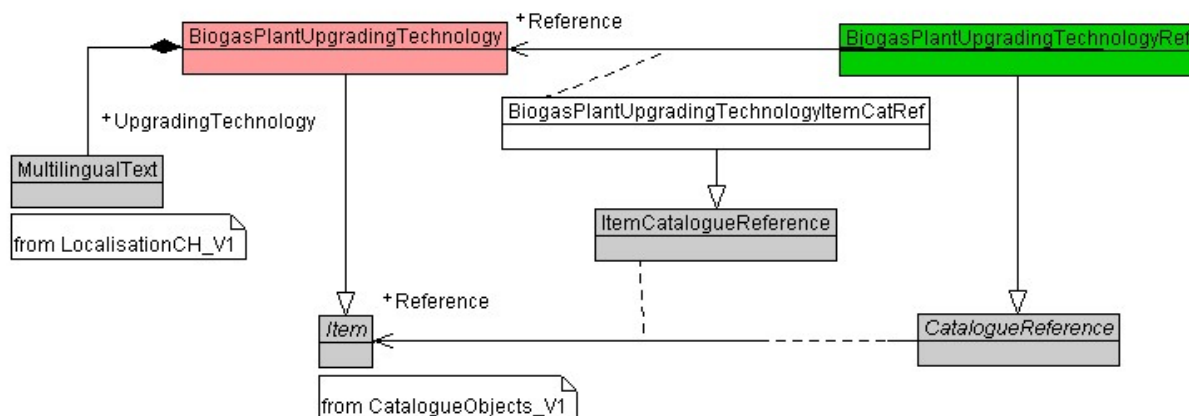 +Reference
BiogasPlantUpgradingTechnology
BiogasPlantUpgradingTechnologyRef
BiogasPlantUpgradingTechnologyItemCatRef
+UpgradingTechnology
MultilingualText
ItemCatalogueReference
from LocalisationCH_V1
+Reference
Item
CatalogueReference
from CatalogueObjects_V1